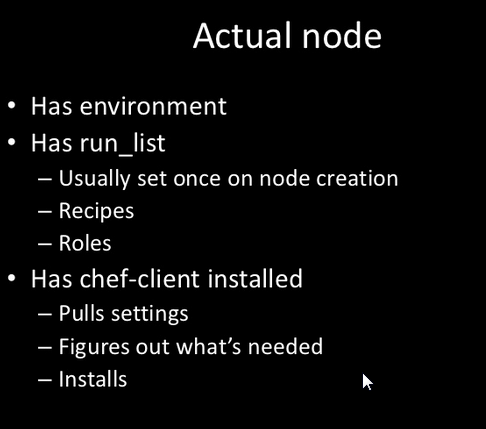 Actual node
• Has environment
• Has run_list
– Usually set once on node creation
– Recipes
– Roles
• Has chef-client installed
– Pulls settings
– Figures out what’s needed
– Installs